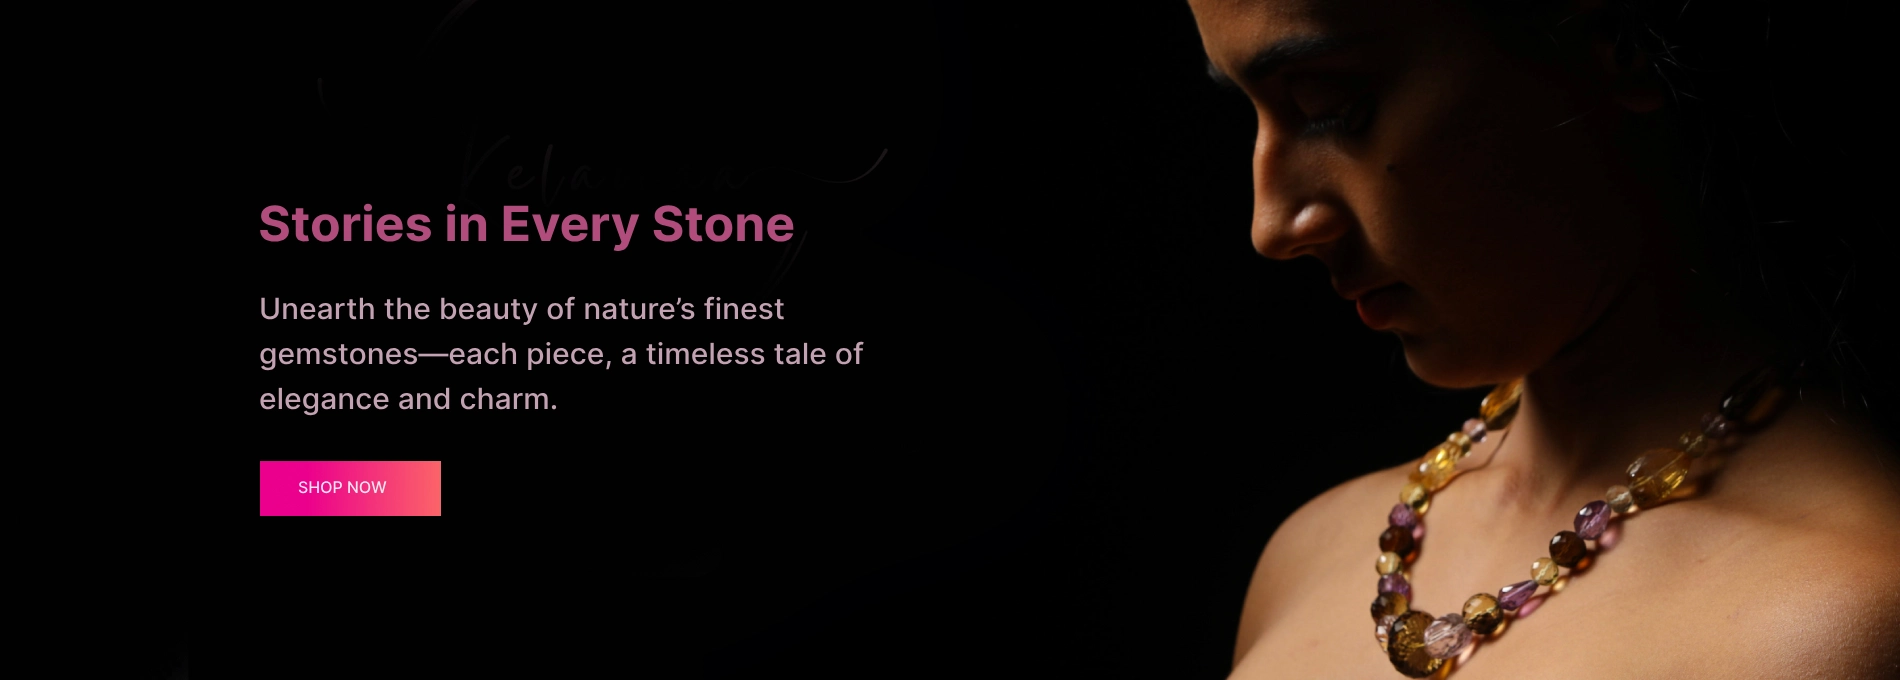 Stories in Every Stone
Unearth the beauty of nature’s finest
gemstones—each piece, a timeless tale of
elegance and charm.
SHOP NOW